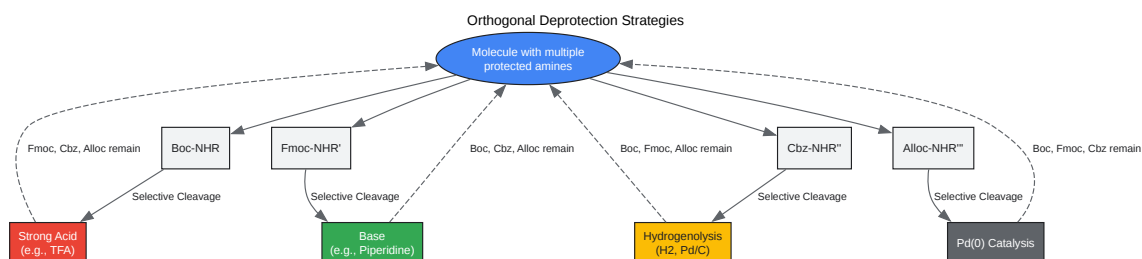 Orthogonal Deprotection Strategies
Molecule with multiple
protected amines
Fmoc, Cbz, Alloc remain
Boc-NHR
Fmoc-NHR'
Boc, Cbz, Alloc remain
Boc, Fmoc, Alloc remain
Cbz-NHR"
Alloc-NHR'"
Boc, Fmoc, Cbz remain
Selective Cleavage
Selective Cleavage
Selective Cleavage
Selective Cleavage
Strong Acid
(e.g., TFA)
Base
(e.g., Piperidine)
Hydrogenolysis
(H2, Pd/C)
Pd(0) Catalysis